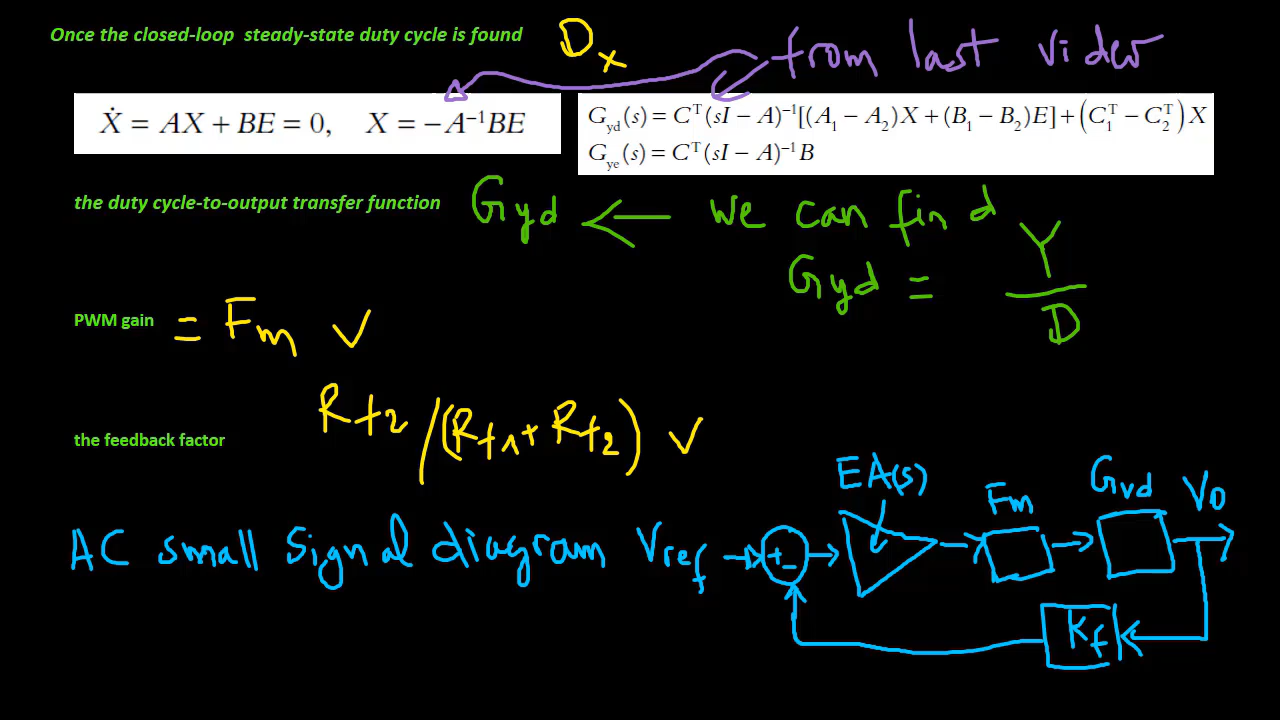 Once the closed-loop steady-state duty cycle is found Dx from last video
Ẋ = AX + BE = 0, X = −A⁻¹BE
G_yd(s) = Cᵀ(sI − A)⁻¹[(A₁ − A₂)X + (B₁ − B₂)E] + (C₁ᵀ − C₂ᵀ)X
G_ye(s) = Cᵀ(sI − A)⁻¹B
the duty cycle-to-output transfer function Gyd ← we can find
Gyd = Y/D
PWM gain = Fm ✓
the feedback factor Rf2/(Rf1+Rf2) ✓
EA(s) Fm Gvd Vo
AC small signal diagram Vref + −
Kf